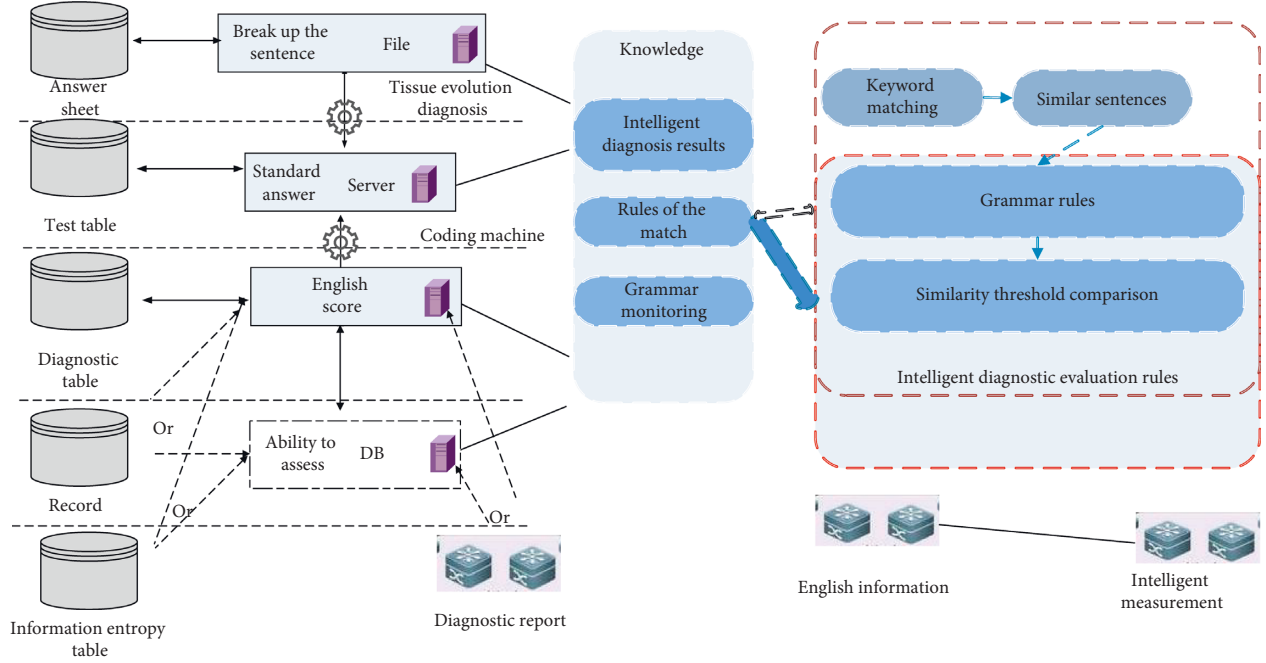 Answer
sheet
Break up the
sentence
File
Tissue evolution
diagnosis
Test table
Standard
answer
Server
Coding machine
Diagnostic
table
English
score
Or
Record
Ability to
assess
DB
Or
Or
Information entropy
table
Diagnostic report
Knowledge
Intelligent
diagnosis results
Rules of the
match
Grammar
monitoring
Keyword
matching
Similar sentences
Grammar rules
Similarity threshold comparison
Intelligent diagnostic evaluation rules
English information
Intelligent
measurement